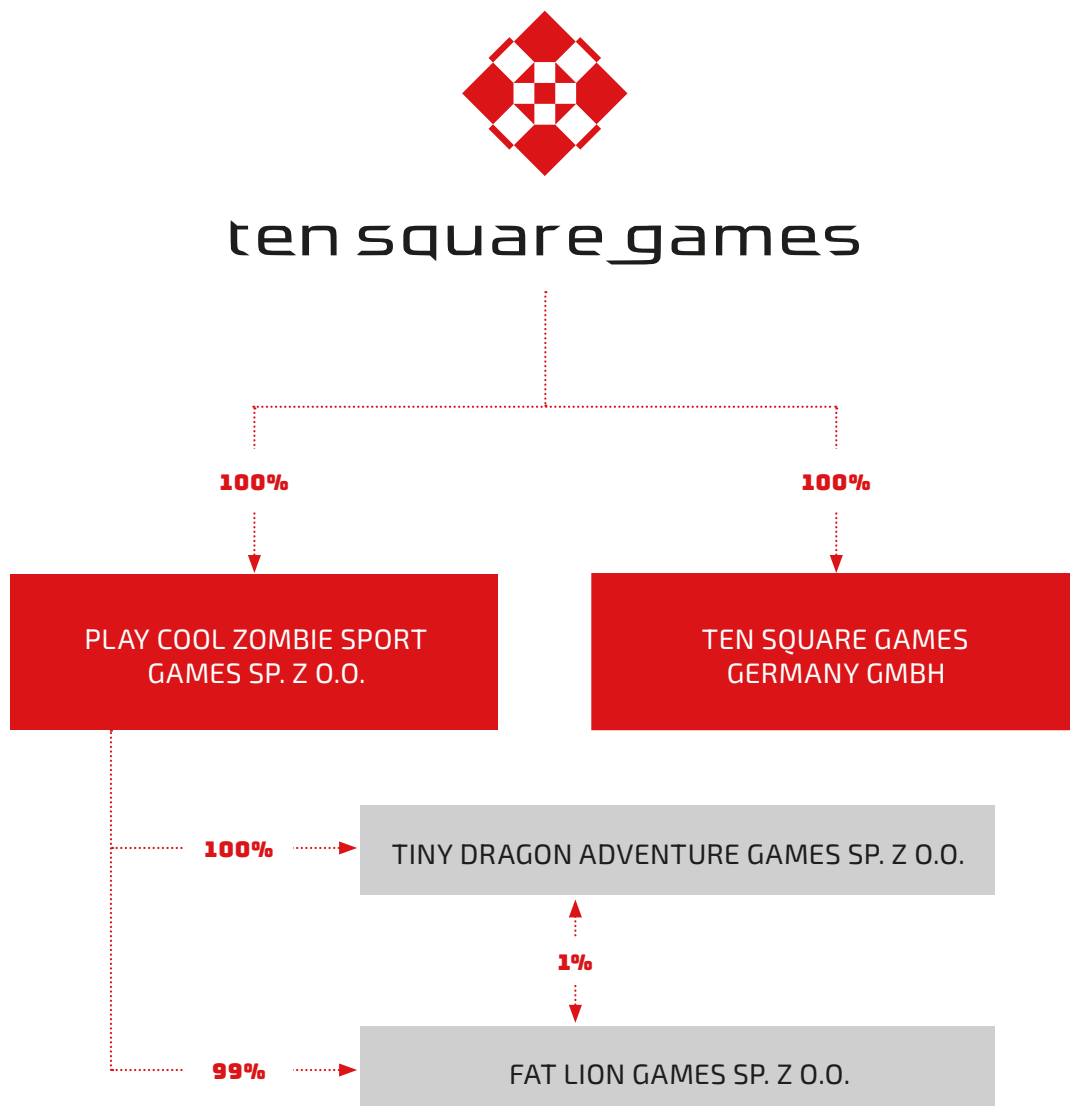 ten square games
100%
100%
PLAY COOL ZOMBIE SPORT
GAMES SP. Z O.O.
TEN SQUARE GAMES
GERMANY GMBH
100%
TINY DRAGON ADVENTURE GAMES SP. Z O.O.
1%
99%
FAT LION GAMES SP. Z O.O.